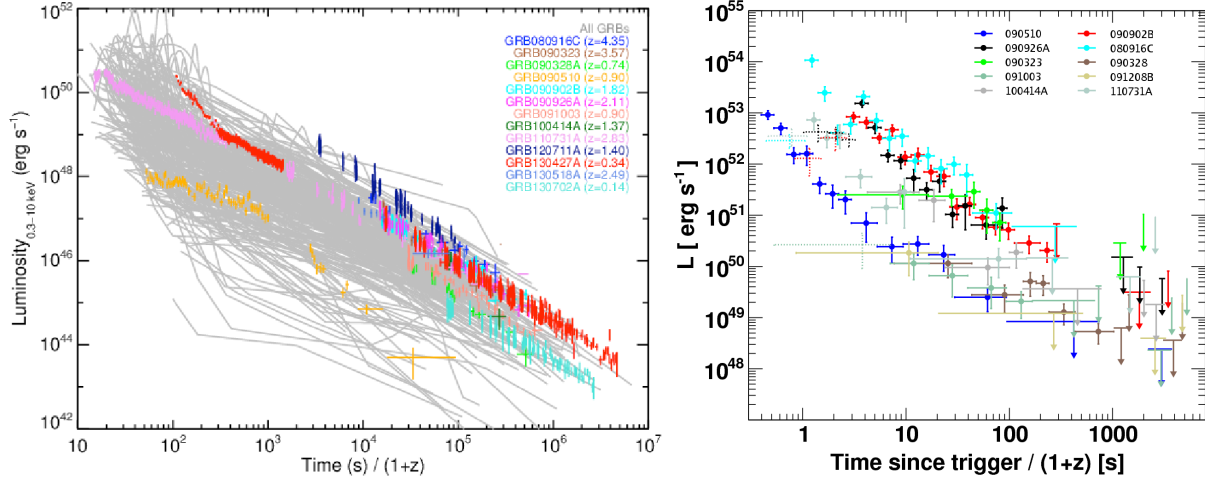 10^52
10^50
10^48
10^46
10^44
10^42
Luminosity_0.3-10 keV (erg s^-1)
All GRBs
GRB080916C (z=4.35)
GRB090323 (z=3.57)
GRB090328A (z=0.74)
GRB090510 (z=0.90)
GRB090902B (z=1.82)
GRB090926A (z=2.11)
GRB091003 (z=0.90)
GRB100414A (z=1.37)
GRB110731A (z=2.83)
GRB120711A (z=1.40)
GRB130427A (z=0.34)
GRB130518A (z=2.49)
GRB130702A (z=0.14)
10 10^2 10^3 10^4 10^5 10^6 10^7
Time (s) / (1+z)
10^55
10^54
10^53
10^52
10^51
10^50
10^49
10^48
L [ erg s^-1]
090510 090902B
090926A 080916C
090323 090328
091003 091208B
100414A 110731A
1 10 100 1000
Time since trigger / (1+z) [s]